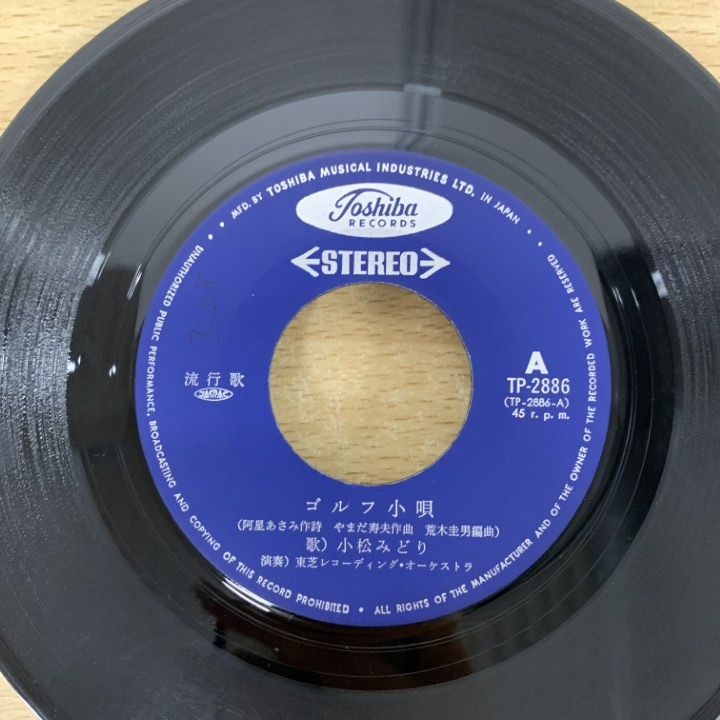 • MFD. BY TOSHIBA MUSICAL INDUSTRIES LTD. IN JAPAN •
Toshiba
RECORDS
STEREO
3.25
流行歌
JASRAC
A
TP-2886
(TP-2886-A)
45 r. p. m.
ゴルフ小唄
(阿星あさみ作詩 やまだ寿夫作曲 荒木圭男編曲)
歌) 小松みどり
演奏) 東芝レコーディング・オーケストラ
UNAUTHORIZED PUBLIC PERFORMANCE, BROADCASTING AND COPYING OF THIS RECORD PROHIBITED • ALL RIGHTS OF THE MANUFACTURER AND OF THE OWNER OF THE RECORDED WORK ARE RESERVED